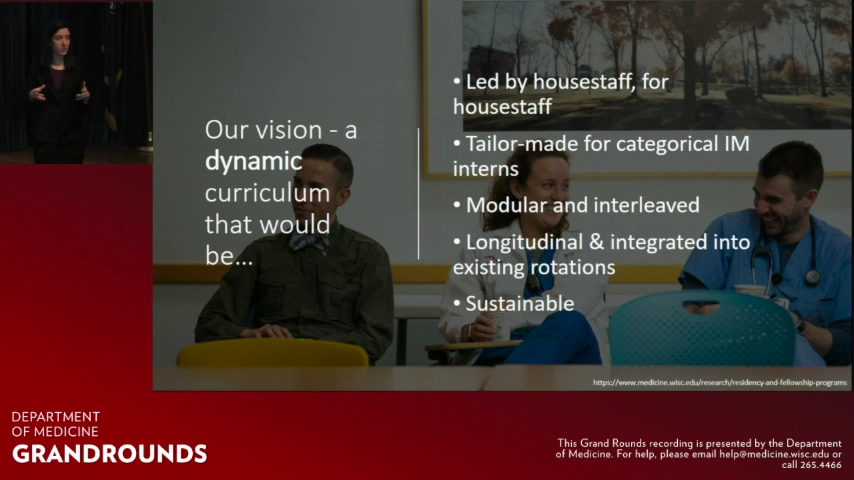 Our vision - a
dynamic
curriculum
that would
be...
• Led by housestaff, for
housestaff
• Tailor-made for categorical IM
interns
• Modular and interleaved
• Longitudinal & integrated into
existing rotations
• Sustainable
https://www.medicine.wisc.edu/research/residency-and-fellowship-programs
DEPARTMENT
OF MEDICINE
GRANDROUNDS
This Grand Rounds recording is presented by the Department
of Medicine. For help, please email help@medicine.wisc.edu or
call 265.4466